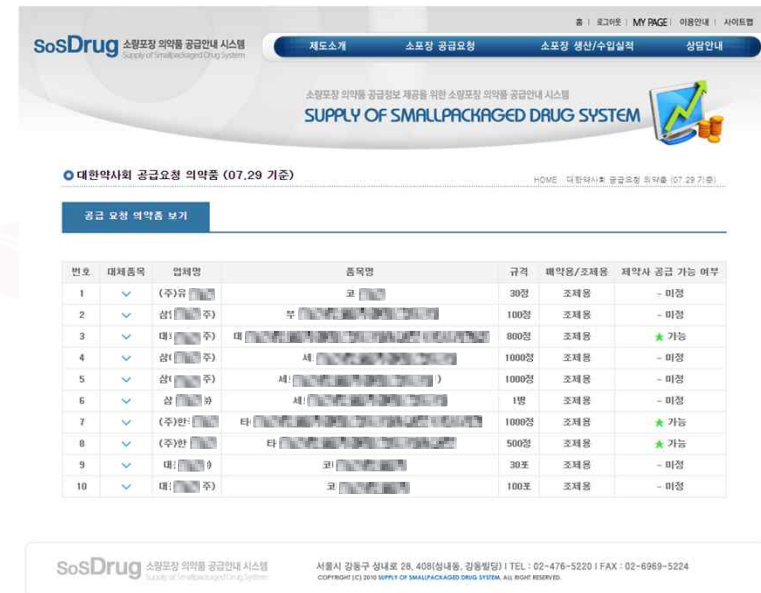 홈 | 로그아웃 | MY PAGE | 이용안내 | 사이트맵
SoSDrug 소량포장 의약품 공급안내 시스템
Supply of Smallpackaged Drug System
제도소개 소포장 공급요청 소포장 생산/수입실적 상담안내
소량포장 의약품 공급정보 제공을 위한 소량포장 의약품 공급안내 시스템
SUPPLY OF SMALLPACKAGED DRUG SYSTEM
대한약사회 공급요청 의약품 (07.29 기준)
HOME 대한약사회 공급요청 의약품 (07.29 기준)
공급 요청 의약품 보기
번호 대체품목 업체명 품목명 규격 매약용/조제용 제약사 공급 가능 여부
1 (주)유 코 30정 조제용 - 미정
2 주) 부 100정 조제용 - 미정
3 주) 대 800정 조제용 ★ 가능
4 주) 세 1000정 조제용 - 미정
5 주) 세 ) 1000정 조제용 - 미정
6 삼 세 1병 조제용 - 미정
7 (주)한 타 1000정 조제용 ★ 가능
8 (주)한 타 500정 조제용 ★ 가능
9 대 코 30포 조제용 - 미정
10 대 주) 코 100포 조제용 - 미정
SoSDrug 소량포장 의약품 공급안내 시스템
Supply of Smallpackaged Drug System
서울시 강동구 성내로 28, 408(성내동, 강동빌딩) | TEL : 02-476-5220 | FAX : 02-6969-5224
COPYRIGHT (C) 2010 SUPPLY OF SMALLPACKAGED DRUG SYSTEM, ALL RIGHT RESERVED.